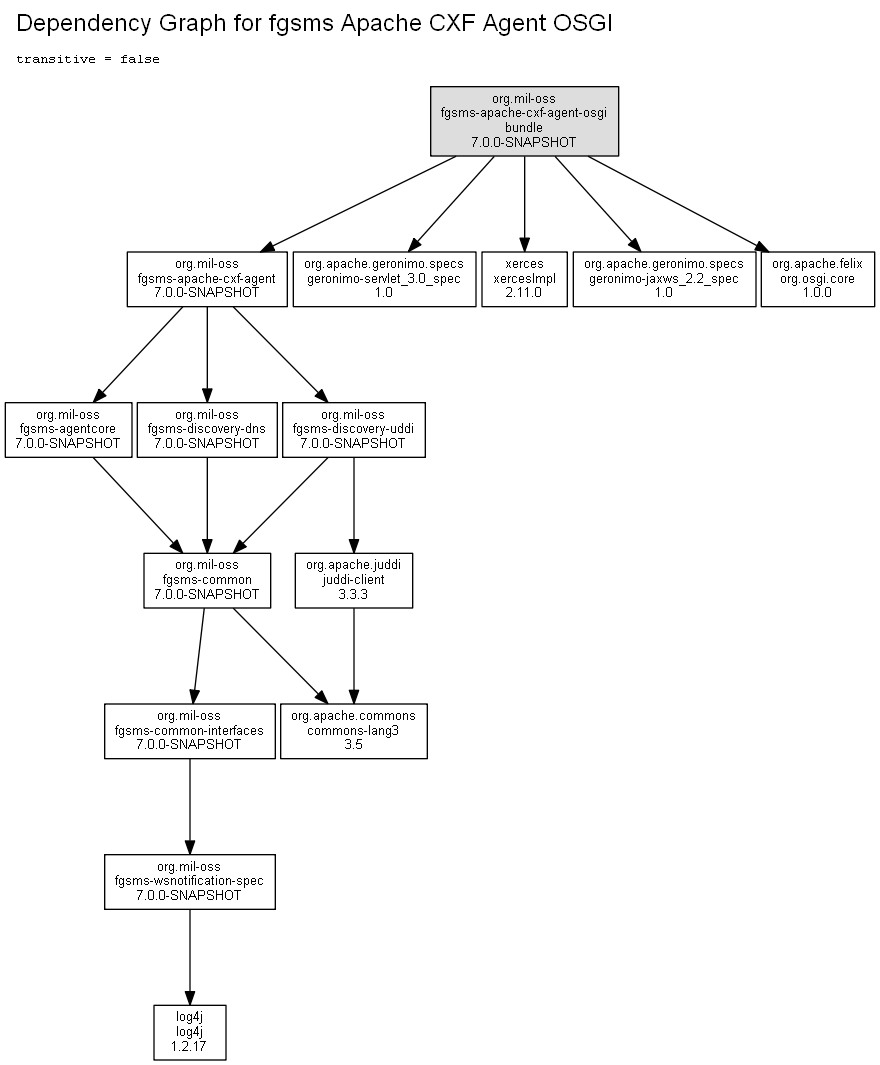 Dependency Graph for fgsms Apache CXF Agent OSGI
transitive = false
org.mil-oss
fgsms-apache-cxf-agent-osgi
bundle
7.0.0-SNAPSHOT
org.mil-oss
fgsms-apache-cxf-agent
7.0.0-SNAPSHOT
org.apache.geronimo.specs
geronimo-servlet_3.0_spec
1.0
xerces
xercesImpl
2.11.0
org.apache.geronimo.specs
geronimo-jaxws_2.2_spec
1.0
org.apache.felix
org.osgi.core
1.0.0
org.mil-oss
fgsms-agentcore
7.0.0-SNAPSHOT
org.mil-oss
fgsms-discovery-dns
7.0.0-SNAPSHOT
org.mil-oss
fgsms-discovery-uddi
7.0.0-SNAPSHOT
org.mil-oss
fgsms-common
7.0.0-SNAPSHOT
org.apache.juddi
juddi-client
3.3.3
org.mil-oss
fgsms-common-interfaces
7.0.0-SNAPSHOT
org.apache.commons
commons-lang3
3.5
org.mil-oss
fgsms-wsnotification-spec
7.0.0-SNAPSHOT
log4j
log4j
1.2.17